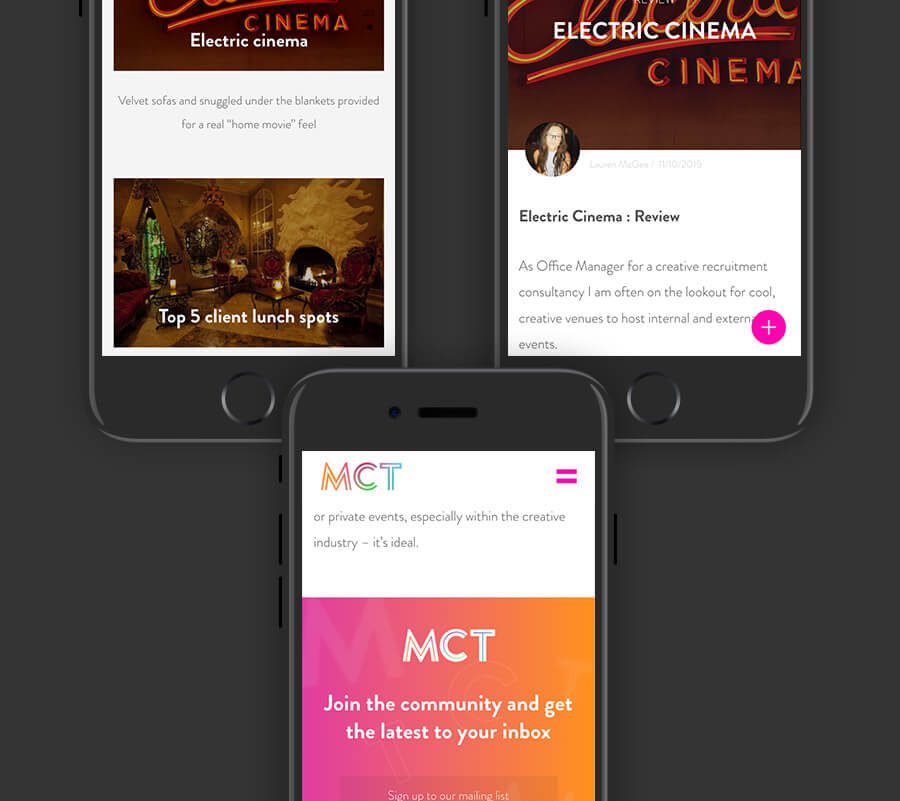 CINEMA
Electric cinema
Velvet sofas and snuggled under the blankets provided
for a real “home movie” feel
Top 5 client lunch spots
REVIEW
ELECTRIC CINEMA
CINEMA
Lauren McGee / 11/10/2015
Electric Cinema : Review
As Office Manager for a creative recruitment
consultancy I am often on the lookout for cool,
creative venues to host internal and external
events.
MCT
or private events, especially within the creative
industry – it’s ideal.
MCT
Join the community and get
the latest to your inbox
Sign up to our mailing list